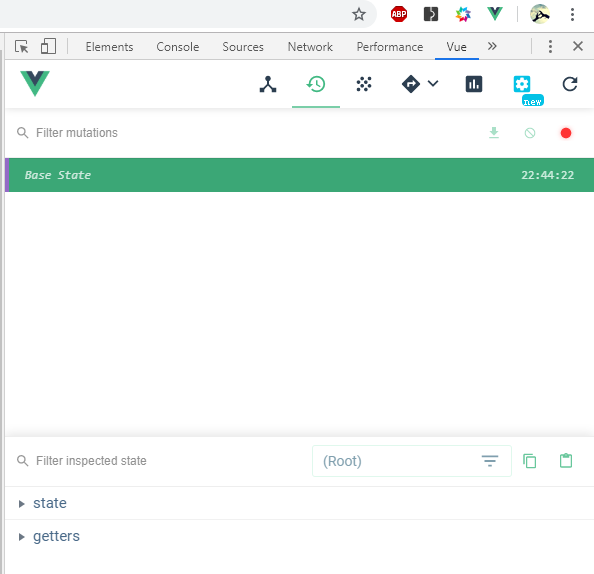 ABP
Elements Console Sources Network Performance Vue »
new
Filter mutations
Base State 22:44:22
Filter inspected state (Root)
state
getters